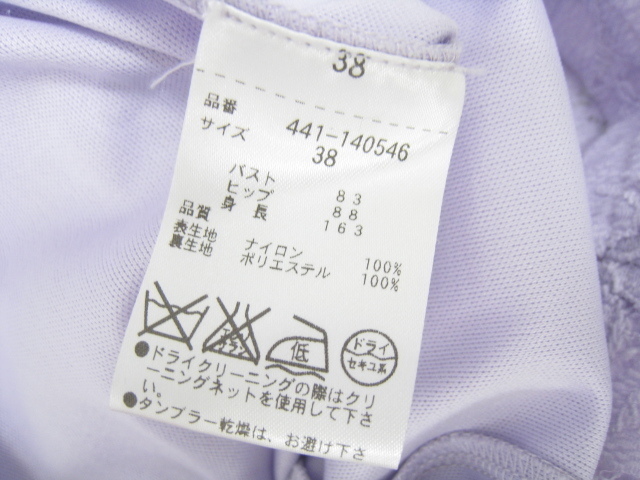 38
品番 441-140546
サイズ 38
バスト 83
ヒップ 88
身長 163
品質
表生地 ナイロン 100%
裏生地 ポリエステル 100%
低
ドライ
セキユ系
●ドライクリーニングの際はクリ
ーニングネットを使用して下さ
い。
●タンブラー乾燥は、お避け下さ